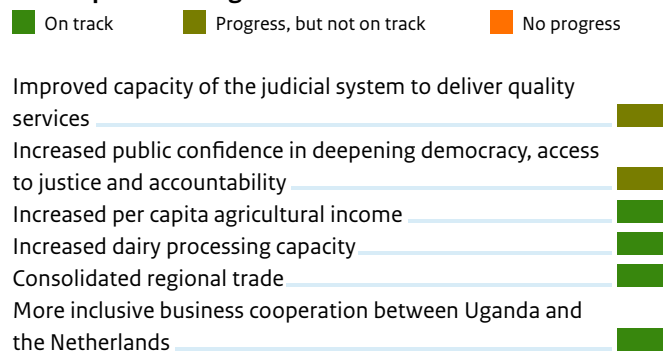 On track
Progress, but not on track
No progress
Improved capacity of the judicial system to deliver quality
services
Increased public confidence in deepening democracy, access
to justice and accountability
Increased per capita agricultural income
Increased dairy processing capacity
Consolidated regional trade
More inclusive business cooperation between Uganda and
the Netherlands